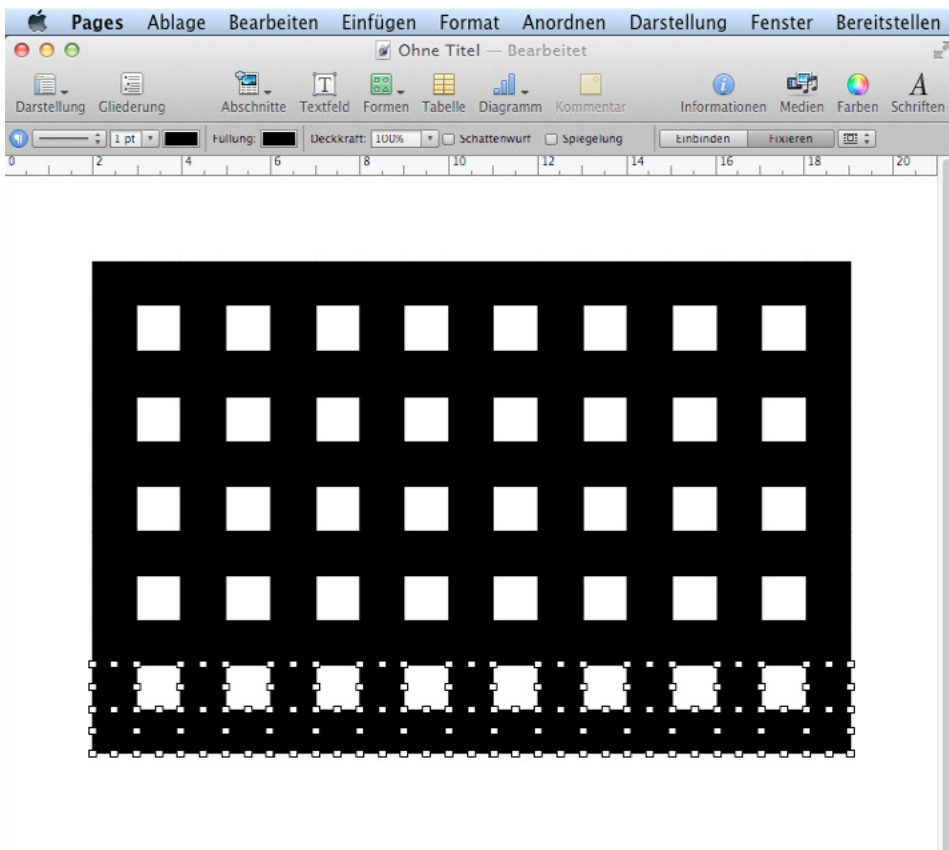 Pages Ablage Bearbeiten Einfügen Format Anordnen Darstellung Fenster Bereitstellen
Ohne Titel — Bearbeitet
Darstellung Gliederung Abschnitte Textfeld Formen Tabelle Diagramm Kommentar Informationen Medien Farben Schriften
1 pt Füllung: Deckkraft: 100% Schattenwurf Spiegelung Einbinden Fixieren
0 2 4 6 8 10 12 14 16 18 20